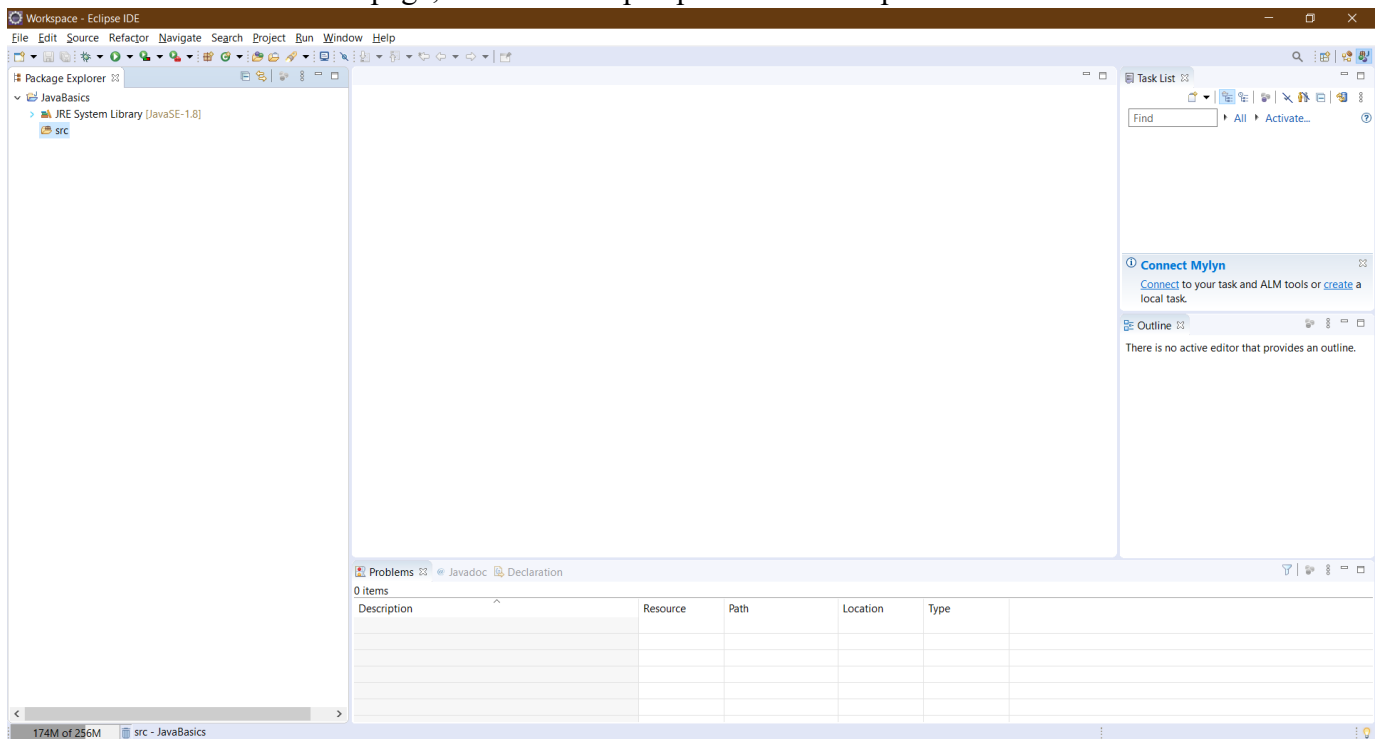 Workspace - Eclipse IDE
File Edit Source Refactor Navigate Search Project Run Window Help
Package Explorer
JavaBasics
JRE System Library [JavaSE-1.8]
src
Task List
Find All Activate...
Connect Mylyn
Connect to your task and ALM tools or create a
local task.
Outline
There is no active editor that provides an outline.
Problems Javadoc Declaration
0 items
Description Resource Path Location Type
174M of 256M src - JavaBasics